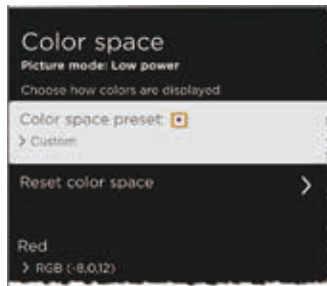 Color space
Picture mode: Low power
Choose how colors are displayed
Color space preset:
> Custom
Reset color space
Red
> RGB (-8,0,12)